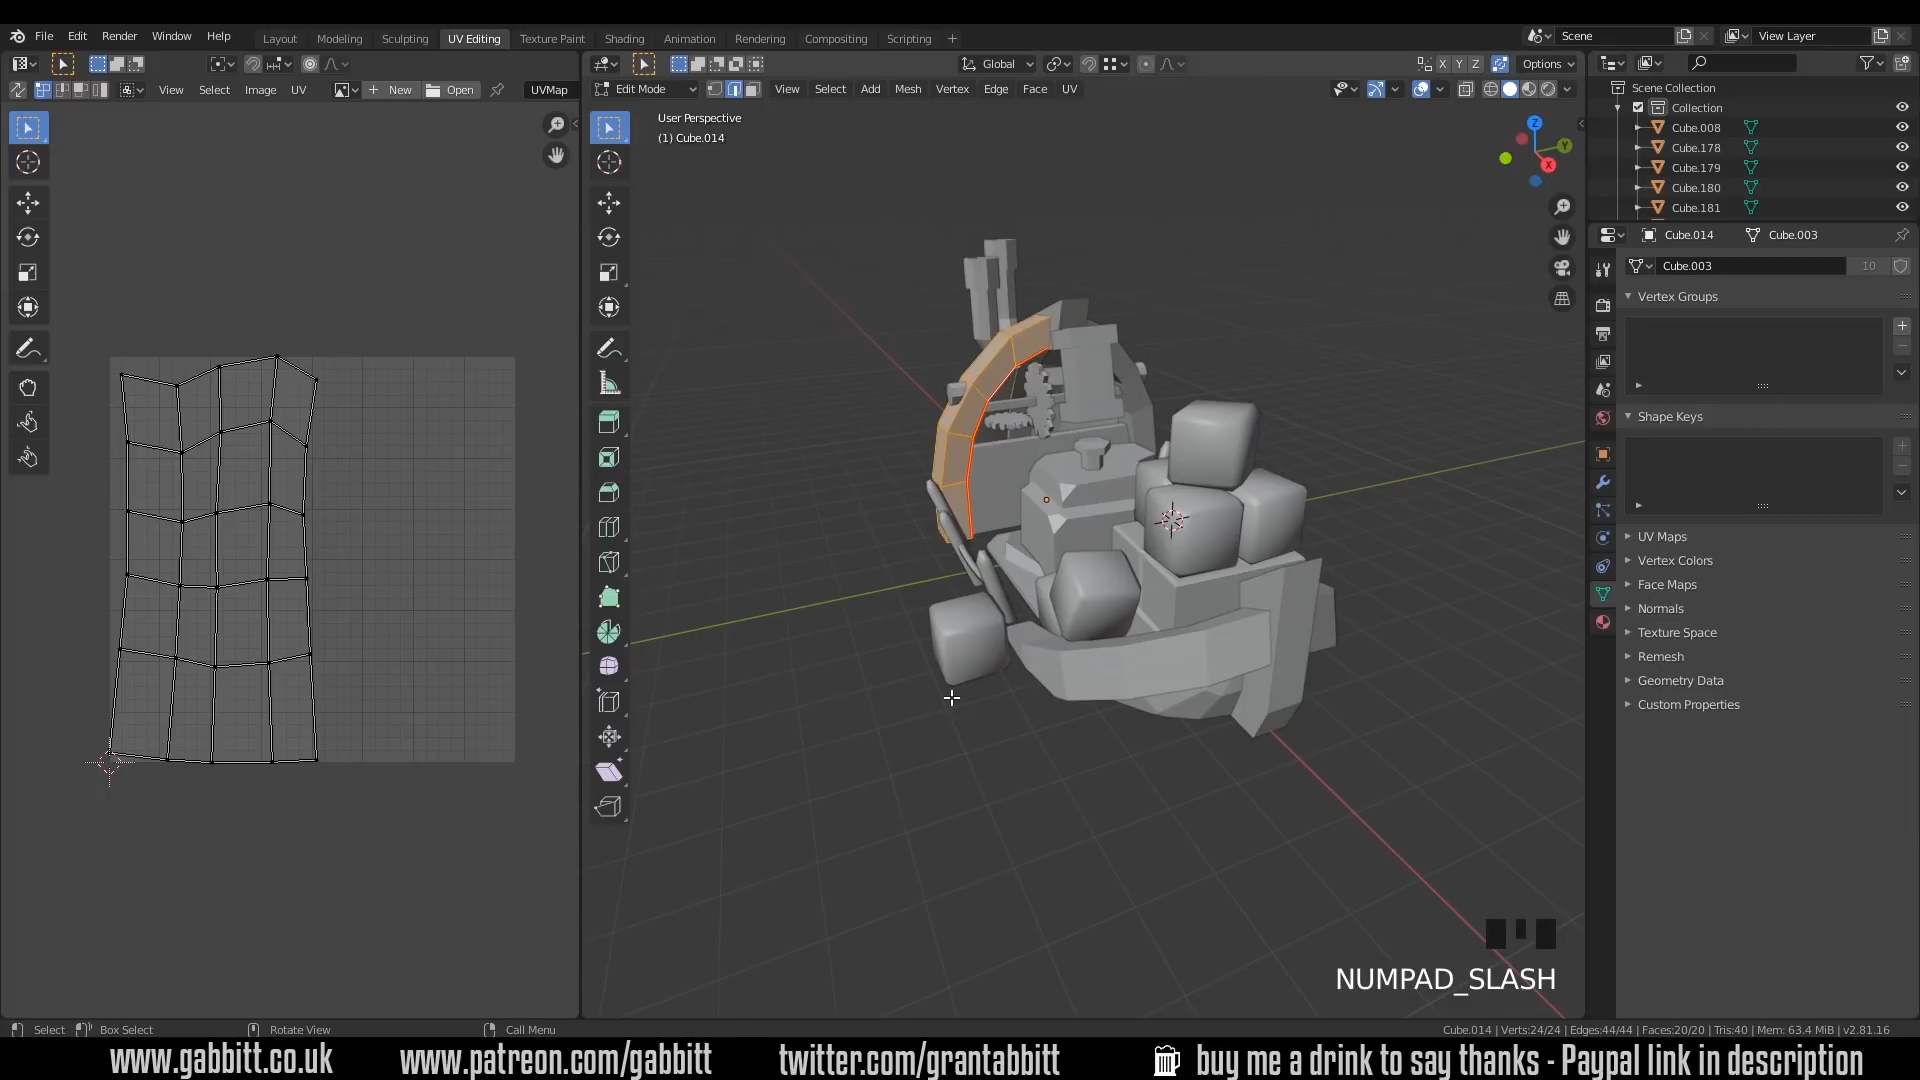 File Edit Render Window Help Layout Modeling Sculpting UV Editing Texture Paint Shading Animation Rendering Compositing Scripting + Scene View Layer
Global X Y Z Options
View Select Image UV + New Open UVMap Edit Mode View Select Add Mesh Vertex Edge Face UV
User Perspective
(1) Cube.014
Z
Y
X
Scene Collection
Collection
Cube.008
Cube.178
Cube.179
Cube.180
Cube.181
Cube.014 Cube.003
Cube.003 10
Vertex Groups
Shape Keys
UV Maps
Vertex Colors
Face Maps
Normals
Texture Space
Remesh
Geometry Data
Custom Properties
NUMPAD_SLASH
Select Box Select Rotate View Call Menu Cube.014 | Verts:24/24 | Edges:44/44 | Faces:20/20 | Tris:40 | Mem: 63.4 MiB | v2.81.16
www.gabbitt.co.uk www.patreon.com/gabbitt twitter.com/grantabbitt buy me a drink to say thanks - Paypal link in description